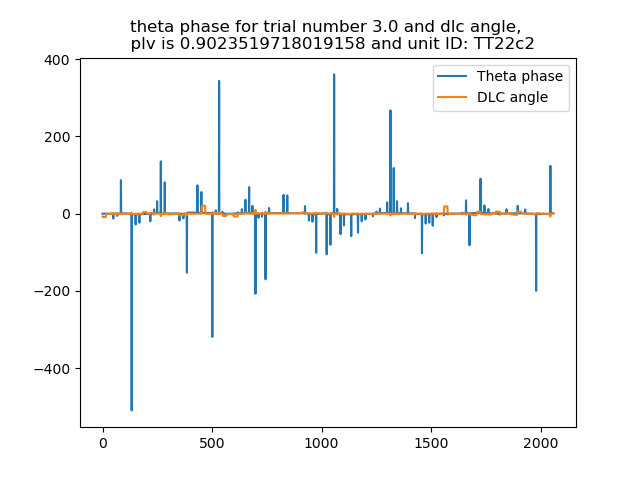 theta phase for trial number 3.0 and dlc angle,
plv is 0.9023519718019158 and unit ID: TT22c2
Theta phase
DLC angle
400
200
0
−200
−400
0
500
1000
1500
2000